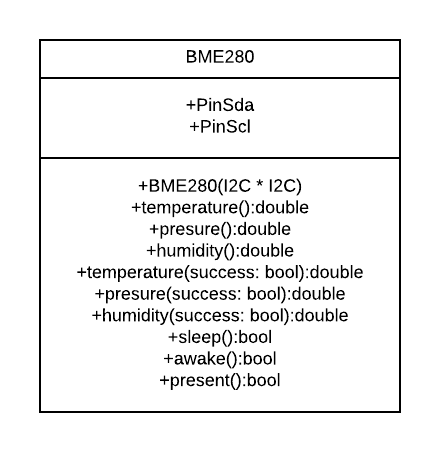 BME280
+PinSda
+PinScl
+BME280(I2C * I2C)
+temperature():double
+presure():double
+humidity():double
+temperature(success: bool):double
+presure(success: bool):double
+humidity(success: bool):double
+sleep():bool
+awake():bool
+present():bool